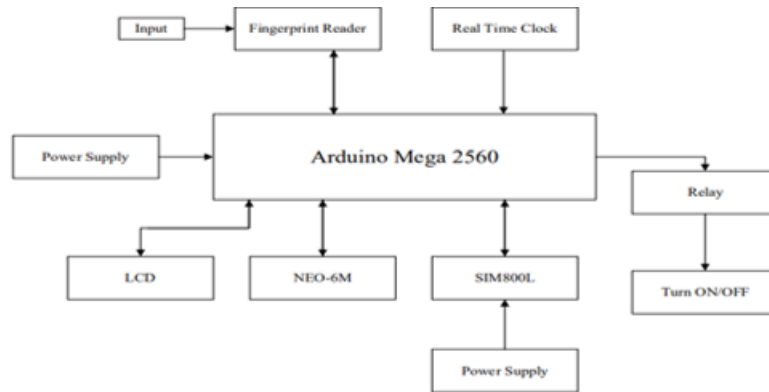 Input
Fingerprint Reader
Real Time Clock
Power Supply
Arduino Mega 2560
Relay
LCD
NEO-6M
SIM800L
Turn ON/OFF
Power Supply